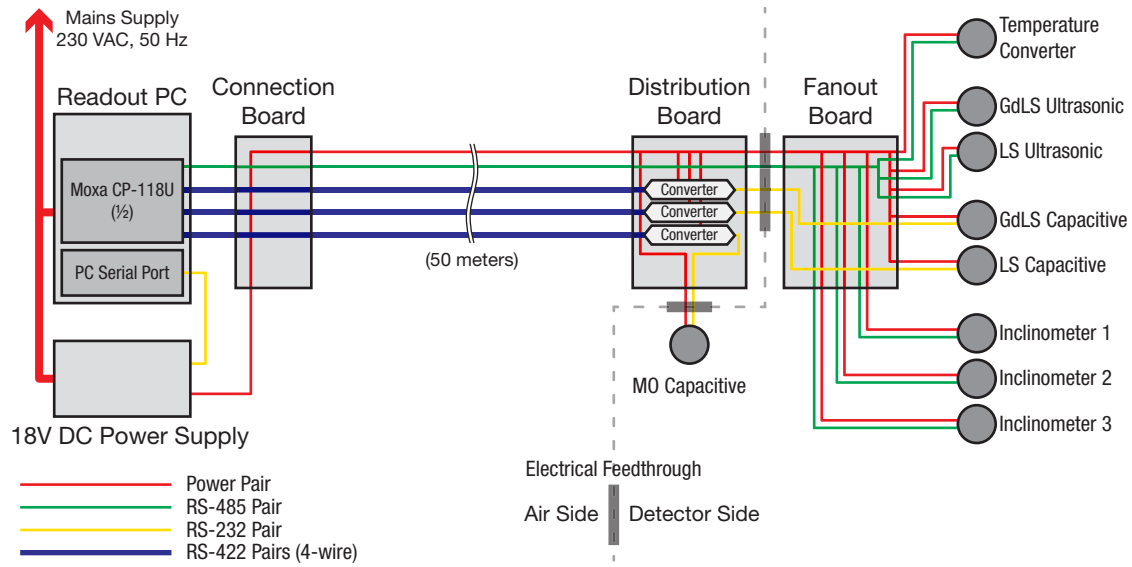 Mains Supply
230 VAC, 50 Hz
Readout PC
Connection
Board
Distribution
Board
Fanout
Board
Temperature
Converter
GdLS Ultrasonic
LS Ultrasonic
GdLS Capacitive
LS Capacitive
Inclinometer 1
Inclinometer 2
Inclinometer 3
Moxa CP-118U
(½)
PC Serial Port
Converter
Converter
Converter
(50 meters)
MO Capacitive
18V DC Power Supply
Power Pair
RS-485 Pair
RS-232 Pair
RS-422 Pairs (4-wire)
Electrical Feedthrough
Air Side
Detector Side